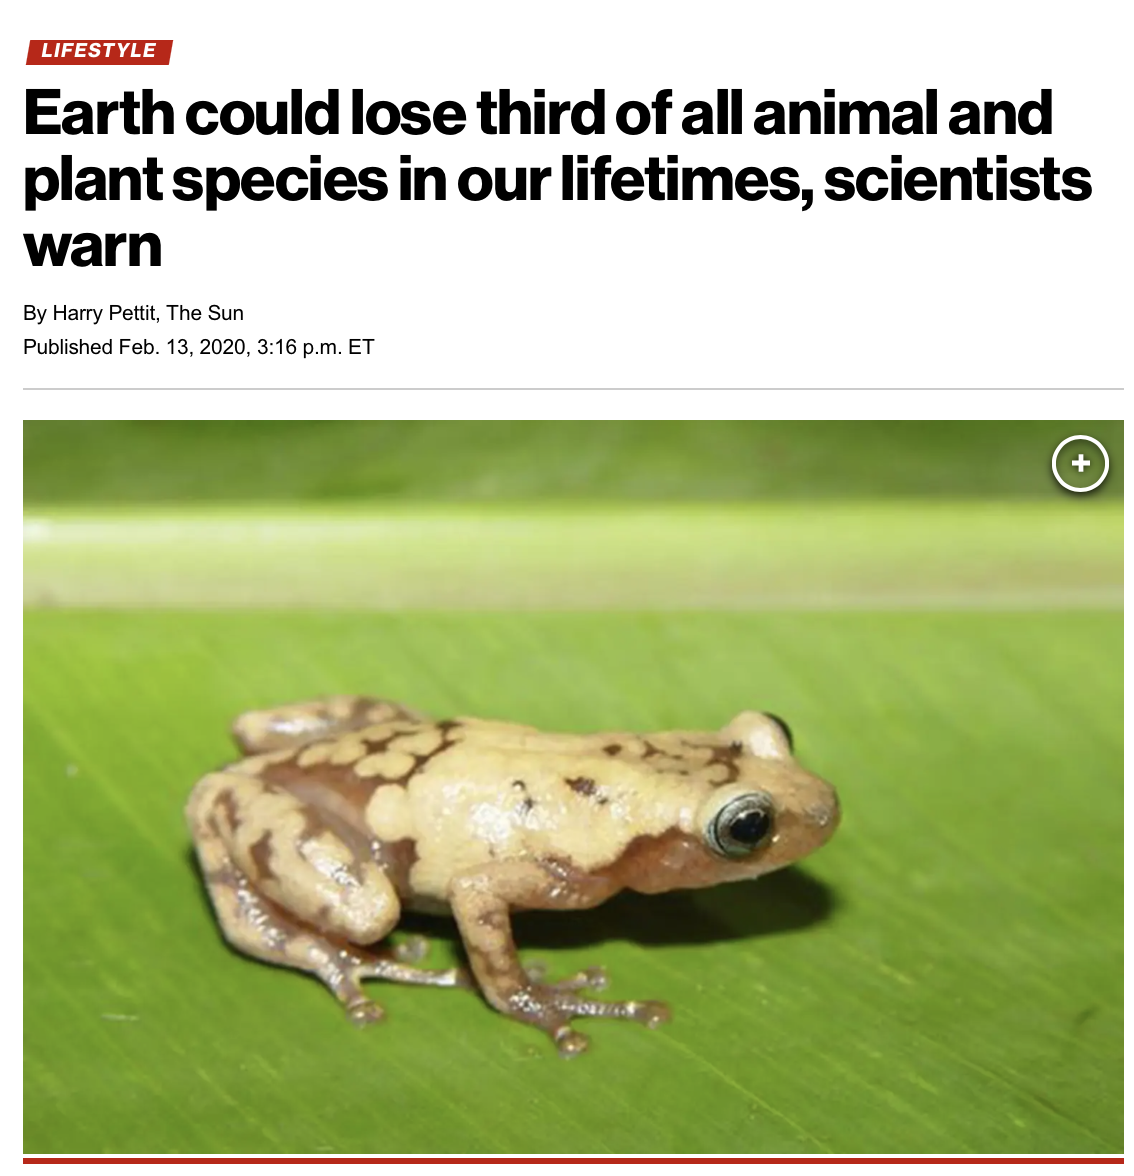 LIFESTYLE
Earth could lose third of all animal and
plant species in our lifetimes, scientists
warn
By Harry Pettit, The Sun
Published Feb. 13, 2020, 3:16 p.m. ET